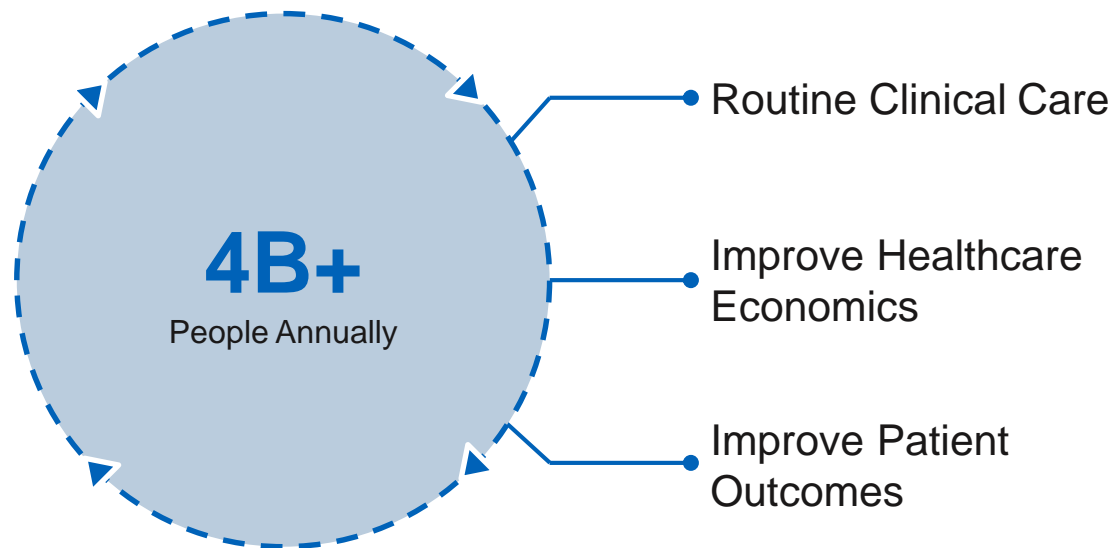 4B+
People Annually
Routine Clinical Care
Improve Healthcare
Economics
Improve Patient
Outcomes